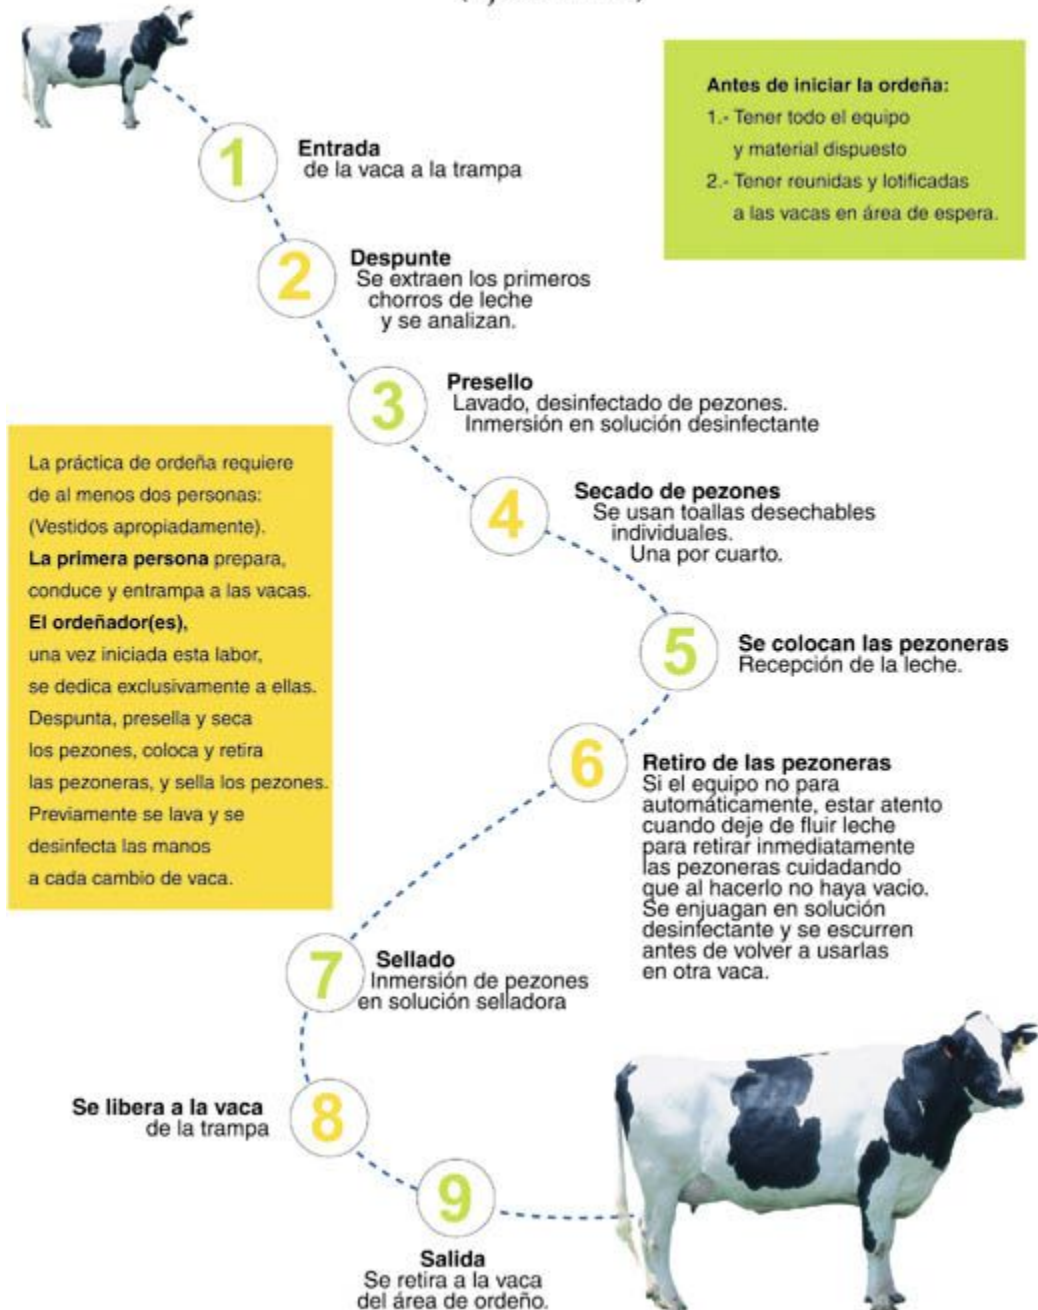 Antes de iniciar la ordeña:
1.- Tener todo el equipo
y material dispuesto
2.- Tener reunidas y lotificadas
a las vacas en área de espera.
1
Entrada
de la vaca a la trampa
2
Despunte
Se extraen los primeros
chorros de leche
y se analizan.
3
Presello
Lavado, desinfectado de pezones.
Inmersión en solución desinfectante
La práctica de ordeña requiere
de al menos dos personas:
(Vestidos apropiadamente).
La primera persona prepara,
conduce y entrampa a las vacas.
El ordeñador(es),
una vez iniciada esta labor,
se dedica exclusivamente a ellas.
Despunta, presella y seca
los pezones, coloca y retira
las pezoneras, y sella los pezones.
Previamente se lava y se
desinfecta las manos
a cada cambio de vaca.
4
Secado de pezones
Se usan toallas desechables
individuales.
Una por cuarto.
5
Se colocan las pezoneras
Recepción de la leche.
6
Retiro de las pezoneras
Si el equipo no para
automáticamente, estar atento
cuando deje de fluir leche
para retirar inmediatamente
las pezoneras cuidadando
que al hacerlo no haya vacio.
Se enjuagan en solución
desinfectante y se escurren
antes de volver a usarlas
en otra vaca.
7
Sellado
Inmersión de pezones
en solución selladora
8
Se libera a la vaca
de la trampa
9
Salida
Se retira a la vaca
del área de ordeño.